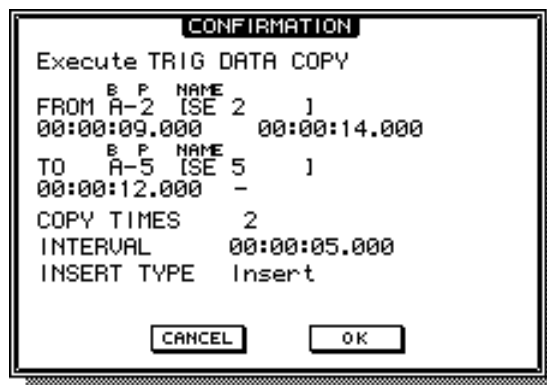 CONFIRMATION
Execute TRIG DATA COPY
B P NAME
FROM A-2 [SE 2 ]
00:00:09.000 00:00:14.000
B P NAME
TO A-5 [SE 5 ]
00:00:12.000 -
COPY TIMES 2
INTERVAL 00:00:05.000
INSERT TYPE Insert
CANCEL OK